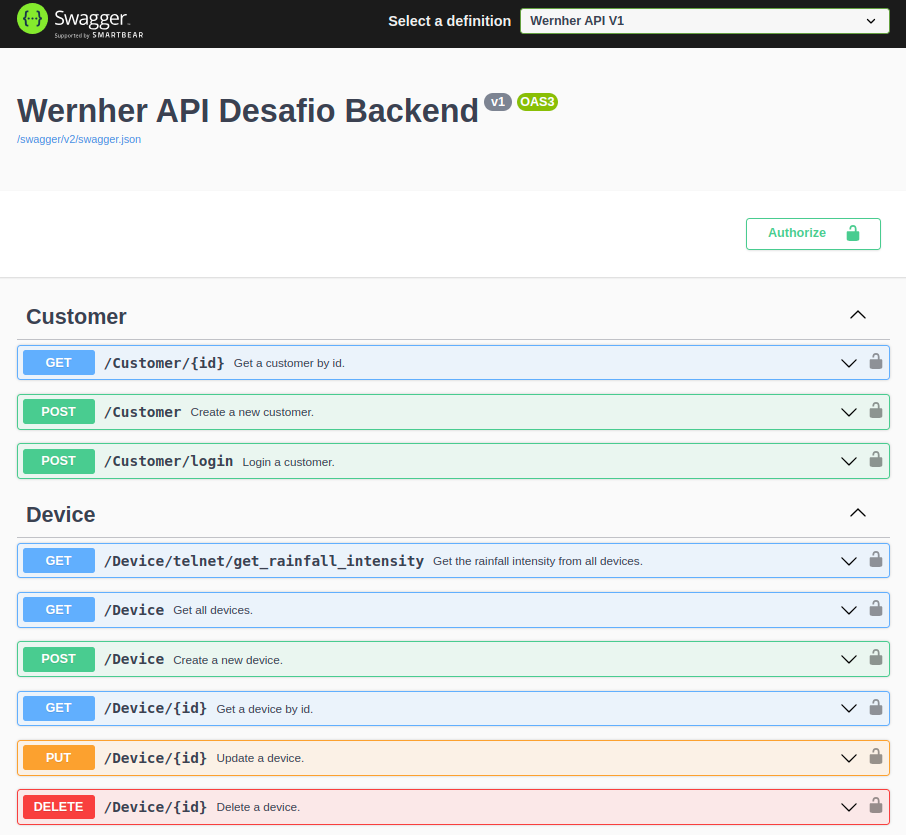 Swagger
Supported by SMARTBEAR
Select a definition
Wernher API V1
Wernher API Desafio Backend v1 OAS3
/swagger/v2/swagger.json
Authorize
Customer
GET /Customer/{id} Get a customer by id.
POST /Customer Create a new customer.
POST /Customer/login Login a customer.
Device
GET /Device/telnet/get_rainfall_intensity Get the rainfall intensity from all devices.
GET /Device Get all devices.
POST /Device Create a new device.
GET /Device/{id} Get a device by id.
PUT /Device/{id} Update a device.
DELETE /Device/{id} Delete a device.